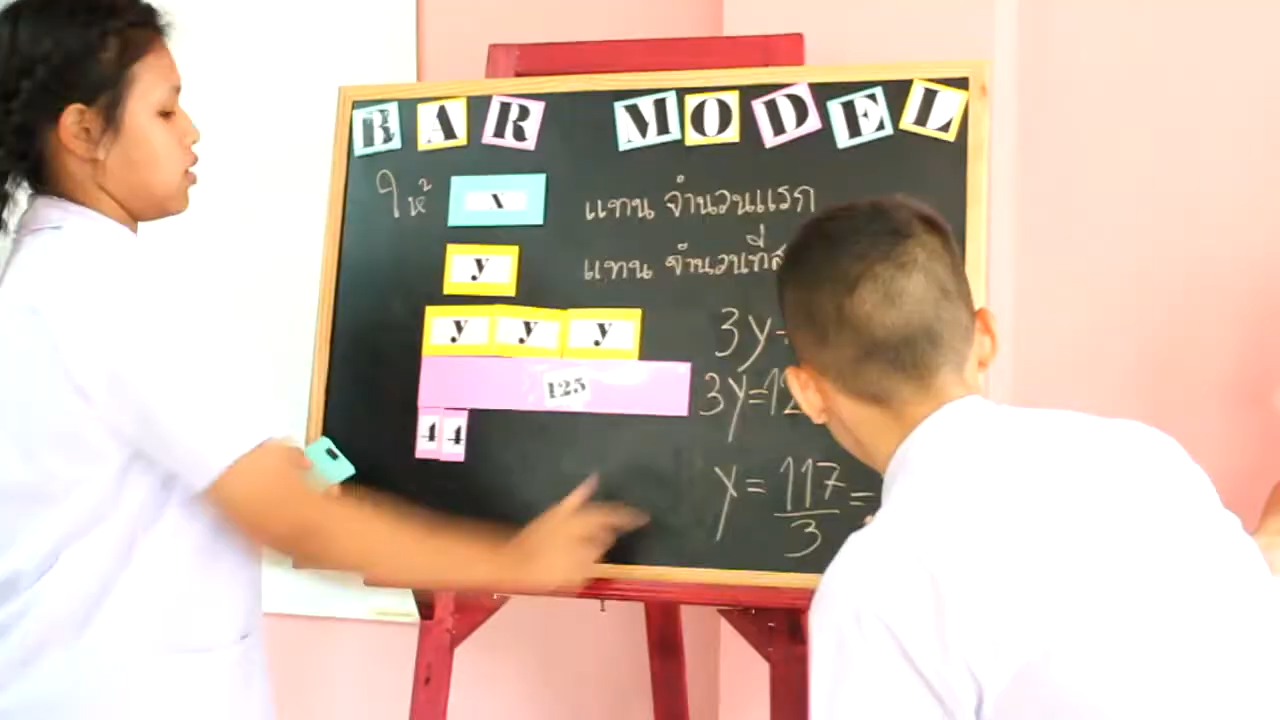 BAR MODEL
ให้ x แทน จำนวนแรก
y แทน
y y y
3y
125
3y=12
4 4
y = 117/3 =